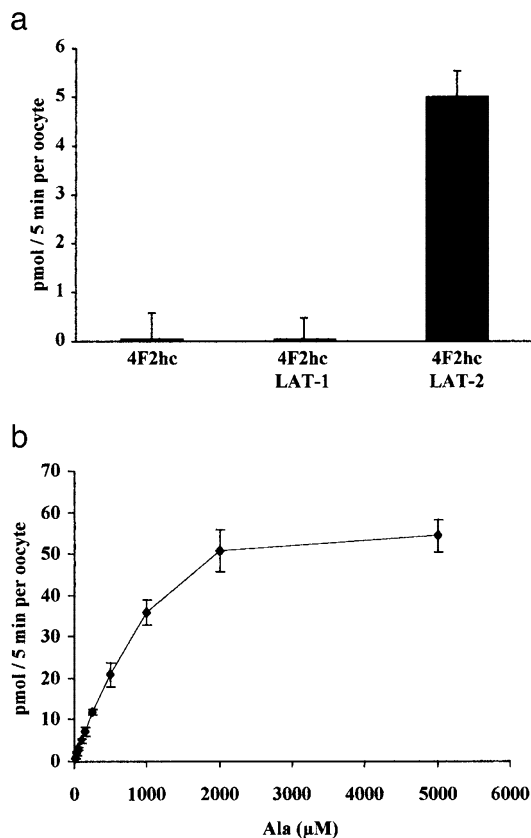 a
pmol / 5 min per oocyte
6
5
4
3
2
1
0
4F2hc
4F2hc
LAT-1
4F2hc
LAT-2
b
pmol / 5 min per oocyte
70
60
50
40
30
20
10
0
0 1000 2000 3000 4000 5000 6000
Ala (µM)